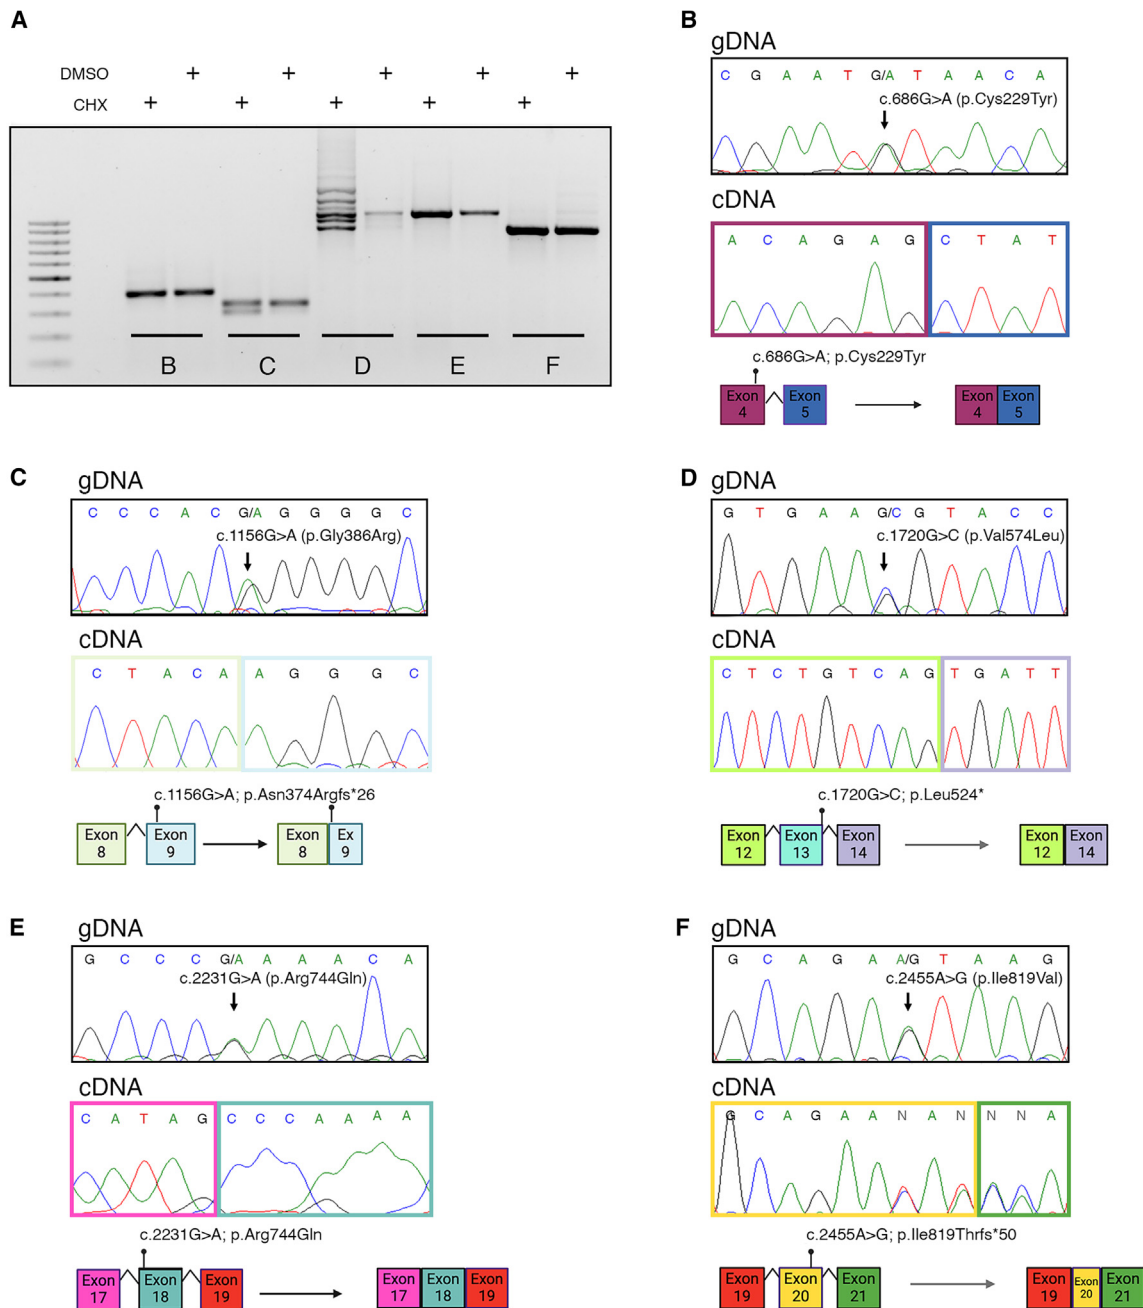 A
DMSO + + + + +
CHX + + + + +
B C D E F
B
gDNA
C G A A T G/A T A A C A
c.686G>A (p.Cys229Tyr)
cDNA
A C A G A G C T A T
c.686G>A; p.Cys229Tyr
Exon 4
Exon 5
Exon 4
Exon 5
C
gDNA
C C C A C G/A G G G C
c.1156G>A (p.Gly386Arg)
cDNA
C T A C A A G G G C
c.1156G>A; p.Asn374Argfs*26
Exon 8
Exon 9
Exon 8
Ex 9
D
gDNA
G T G A A G/C G T A C C
c.1720G>C (p.Val574Leu)
cDNA
C T C T G T C A G T G A T T
c.1720G>C; p.Leu524*
Exon 12
Exon 13
Exon 14
Exon 12
Exon 14
E
gDNA
G C C C G/A A A A C A
c.2231G>A (p.Arg744Gln)
cDNA
C A T A G C C C A A A A
c.2231G>A; p.Arg744Gln
Exon 17
Exon 18
Exon 19
Exon 17
Exon 18
Exon 19
F
gDNA
G C A G A A/G T A A G
c.2455A>G (p.Ile819Val)
cDNA
G C A G A A N A N N N A
c.2455A>G; p.Ile819Thrfs*50
Exon 19
Exon 20
Exon 21
Exon 19
Exon 20
Exon 21